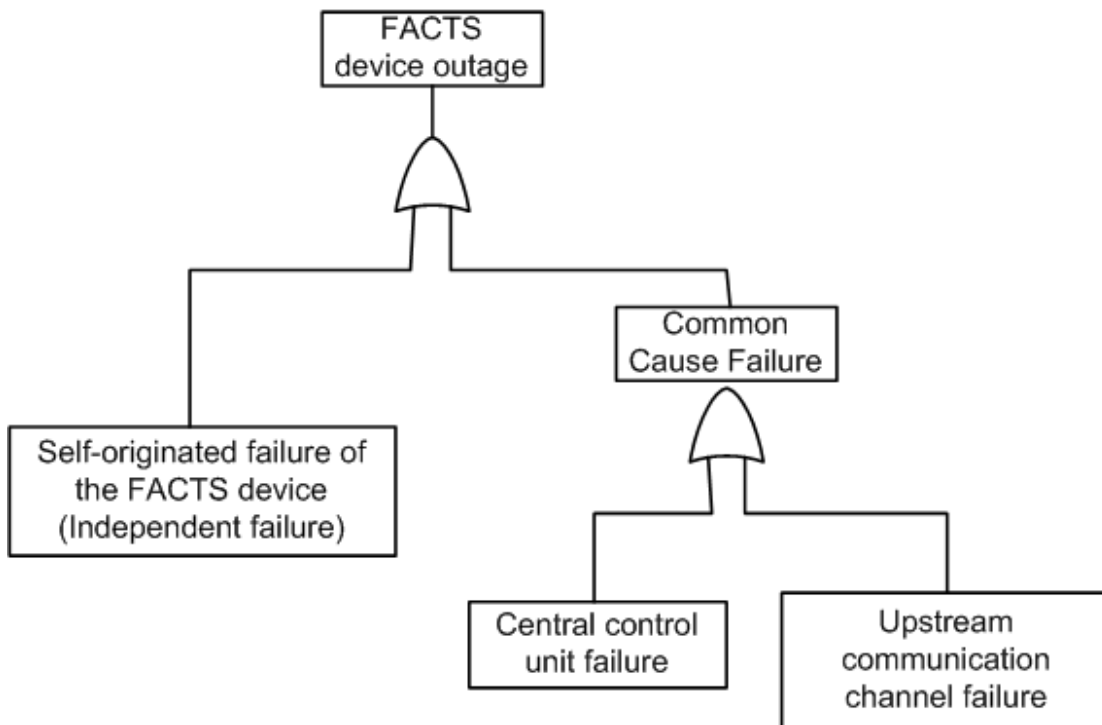 FACTS
device outage
Common
Cause Failure
Self-originated failure of
the FACTS device
(Independent failure)
Central control
unit failure
Upstream
communication
channel failure